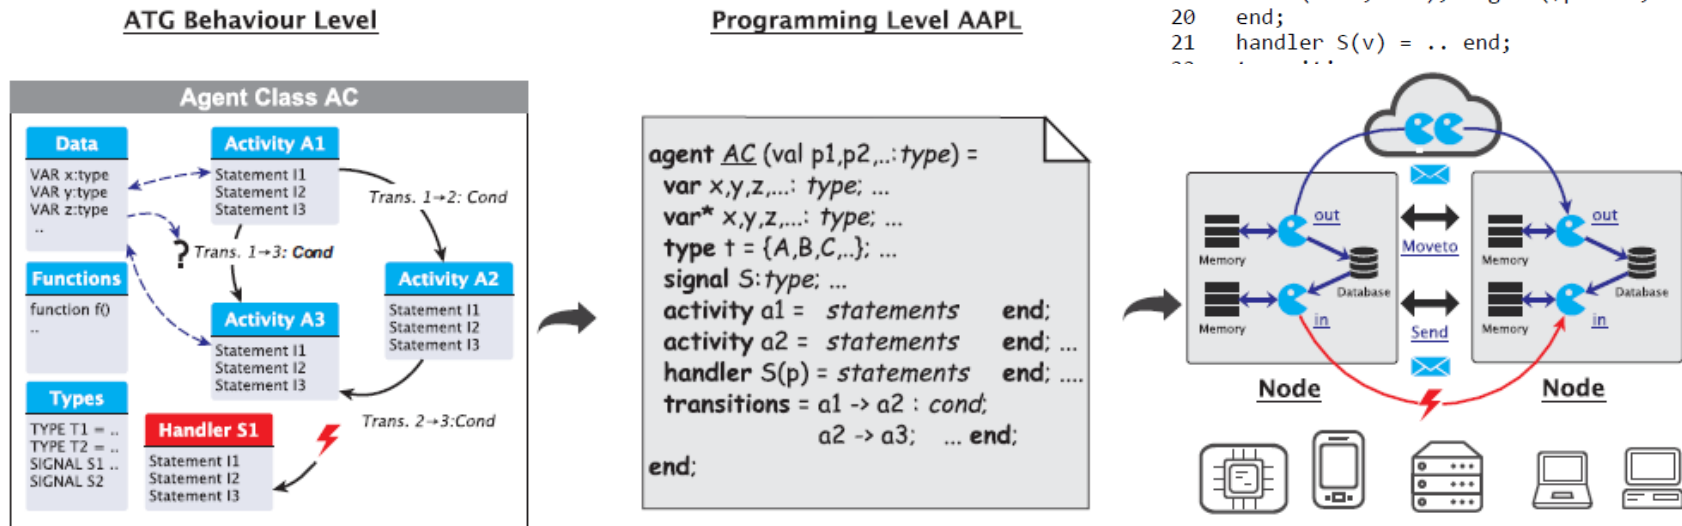 ATG Behaviour Level
Agent Class AC
Data
VAR x:type
VAR y:type
VAR z:type
..
Functions
function f()
..
Types
TYPE T1 = ..
TYPE T2 = ..
SIGNAL S1 ..
SIGNAL S2
Activity A1
Statement I1
Statement I2
Statement I3
Trans. 1→2: Cond
? Trans. 1→3: Cond
Activity A2
Statement I1
Statement I2
Statement I3
Activity A3
Statement I1
Statement I2
Statement I3
Trans. 2→3:Cond
Handler S1
Statement I1
Statement I2
Statement I3
Programming Level AAPL
agent AC (val p1,p2,..:type) =
var x,y,z,...: type; ...
var* x,y,z,...: type; ...
type t = {A,B,C,..}; ...
signal S:type; ...
activity a1 = statements end;
activity a2 = statements end; ...
handler S(p) = statements end; ....
transitions = a1 -> a2 : cond;
a2 -> a3; ... end;
end;
20 end;
21 handler S(v) = .. end;
out
Memory
Database
Memory
in
Node
Moveto
Send
out
Memory
Database
Memory
in
Node